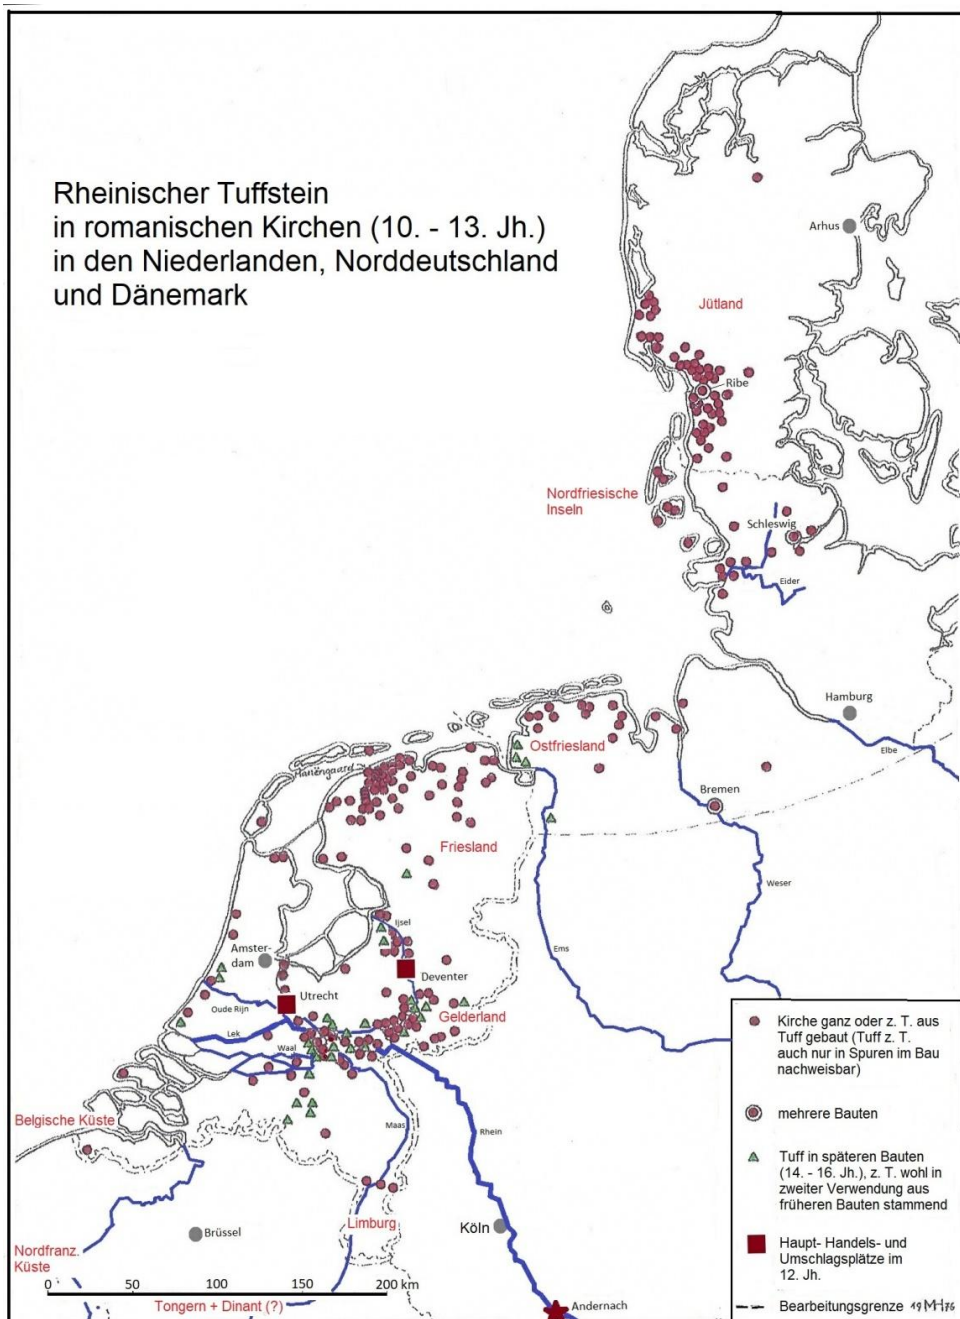 Rheinischer Tuffstein
in romanischen Kirchen (10. - 13. Jh.)
in den Niederlanden, Norddeutschland
und Dänemark
Arhus
Jütland
Ribe
Nordfriesische
Inseln
Schleswig
Eider
Hamburg
Elbe
Ostfriesland
Bremen
Friesland
Weser
Ijsel
Ems
Amster-
dam
Deventer
Utrecht
Oude Rijn
Gelderland
Lek
Waal
Belgische Küste
Maas
Rhein
Limburg
Köln
Brüssel
Nordfranz.
Küste
0 50 100 150 200 km
Tongern + Dinant (?)
Andernach
Kirche ganz oder z. T. aus
Tuff gebaut (Tuff z. T.
auch nur in Spuren im Bau
nachweisbar)
mehrere Bauten
Tuff in späteren Bauten
(14. - 16. Jh.), z. T. wohl in
zweiter Verwendung aus
früheren Bauten stammend
Haupt- Handels- und
Umschlagsplätze im
12. Jh.
Bearbeitungsgrenze 19MH76